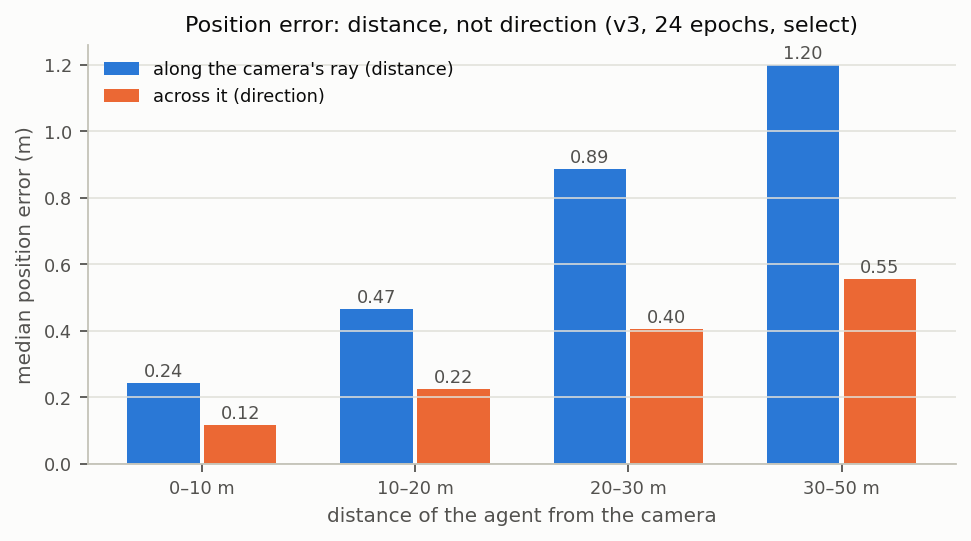 Position error: distance, not direction (v3, 24 epochs, select)
along the camera's ray (distance)
across it (direction)
median position error (m)
1.2
1.0
0.8
0.6
0.4
0.2
0.0
0.24
0.12
0.47
0.22
0.89
0.40
1.20
0.55
0–10 m
10–20 m
20–30 m
30–50 m
distance of the agent from the camera